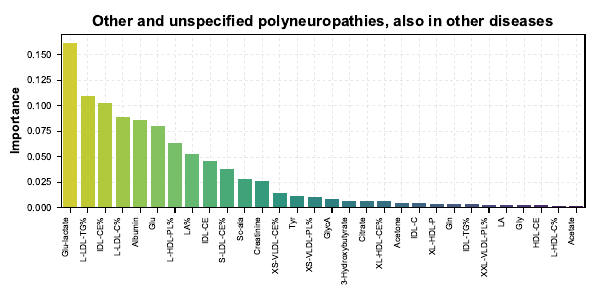 Other and unspecified polyneuropathies, also in other diseases
Importance
0.150
0.125
0.100
0.075
0.050
0.025
0.000
Glu-lactate
L-LDL-TG%
IDL-CE%
L-LDL-C%
Albumin
Glu
L-HDL-PL%
LA%
IDL-CE
S-LDL-CE%
Sc-aia
Creatinine
XS-VLDL-CE%
Tyr
XS-VLDL-PL%
GlycA
3-Hydroxybutyrate
Citrate
XL-HDL-CE%
Acetone
IDL-C
XL-HDL-P
Gln
IDL-TG%
XXL-VLDL-PL%
LA
Gly
HDL-CE
L-HDL-C%
Acetate